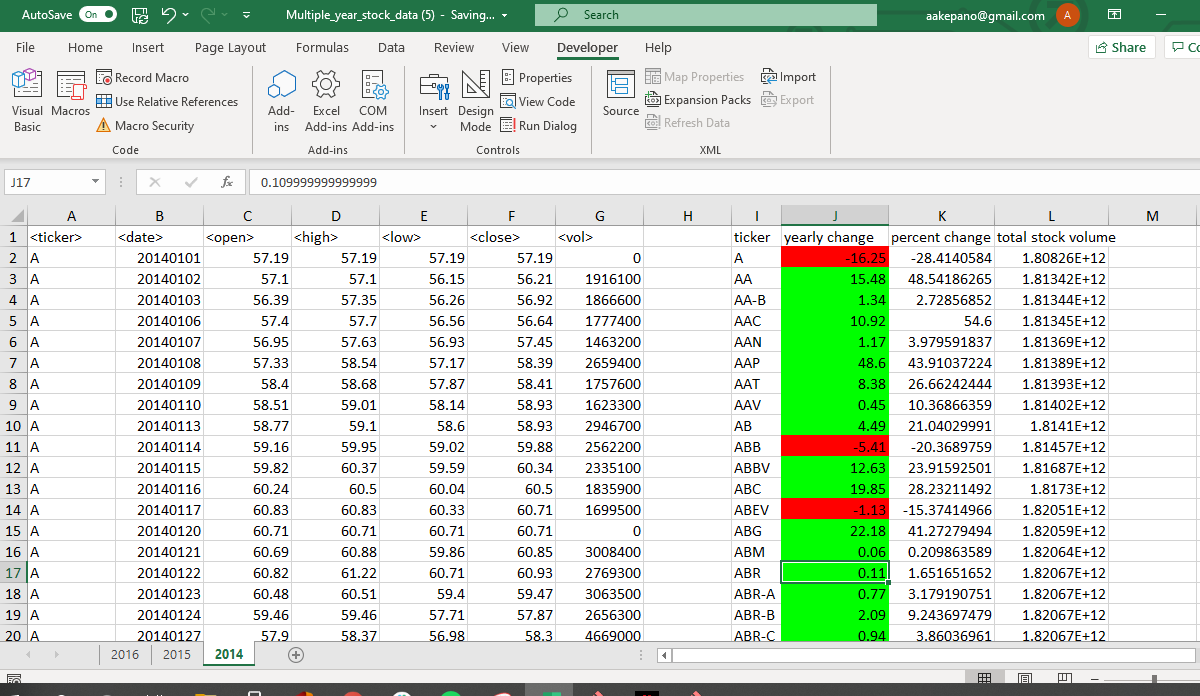 AutoSave On Multiple_year_stock_data (5) - Saving... Search aakepano@gmail.com A
File Home Insert Page Layout Formulas Data Review View Developer Help Share Co
Visual Basic Macros Record Macro Use Relative References Macro Security Code
Add-ins Excel Add-ins COM Add-ins Add-ins
Insert Design Mode Properties View Code Run Dialog Controls
Source Map Properties Expansion Packs Refresh Data Import Export XML
J17 fx 0.109999999999999
A B C D E F G H I J K L M
1 <ticker> <date> <open> <high> <low> <close> <vol> ticker yearly change percent change total stock volume
2 A 20140101 57.19 57.19 57.19 57.19 0 A -16.25 -28.4140584 1.80826E+12
3 A 20140102 57.1 57.1 56.15 56.21 1916100 AA 15.48 48.54186265 1.81342E+12
4 A 20140103 56.39 57.35 56.26 56.92 1866600 AA-B 1.34 2.72856852 1.81344E+12
5 A 20140106 57.4 57.7 56.56 56.64 1777400 AAC 10.92 54.6 1.81345E+12
6 A 20140107 56.95 57.63 56.93 57.45 1463200 AAN 1.17 3.979591837 1.81369E+12
7 A 20140108 57.33 58.54 57.17 58.39 2659400 AAP 48.6 43.91037224 1.81389E+12
8 A 20140109 58.4 58.68 57.87 58.41 1757600 AAT 8.38 26.66242444 1.81393E+12
9 A 20140110 58.51 59.01 58.14 58.93 1623300 AAV 0.45 10.36866359 1.81402E+12
10 A 20140113 58.77 59.1 58.6 58.93 2946700 AB 4.49 21.04029991 1.8141E+12
11 A 20140114 59.16 59.95 59.02 59.88 2562200 ABB -5.41 -20.3689759 1.81457E+12
12 A 20140115 59.82 60.37 59.59 60.34 2335100 ABBV 12.63 23.91592501 1.81687E+12
13 A 20140116 60.24 60.5 60.04 60.5 1835900 ABC 19.85 28.23211492 1.8173E+12
14 A 20140117 60.83 60.83 60.33 60.71 1699500 ABEV -1.13 -15.37414966 1.82051E+12
15 A 20140120 60.71 60.71 60.71 60.71 0 ABG 22.18 41.27279494 1.82059E+12
16 A 20140121 60.69 60.88 59.86 60.85 3008400 ABM 0.06 0.209863589 1.82064E+12
17 A 20140122 60.82 61.22 60.71 60.93 2769300 ABR 0.11 1.651651652 1.82067E+12
18 A 20140123 60.48 60.51 59.4 59.47 3063500 ABR-A 0.77 3.179190751 1.82067E+12
19 A 20140124 59.46 59.46 57.71 57.87 2656300 ABR-B 2.09 9.243697479 1.82067E+12
20 A 20140127 57.9 58.37 56.98 58.3 4669000 ABR-C 0.94 3.86036961 1.82067E+12
2016 2015 2014